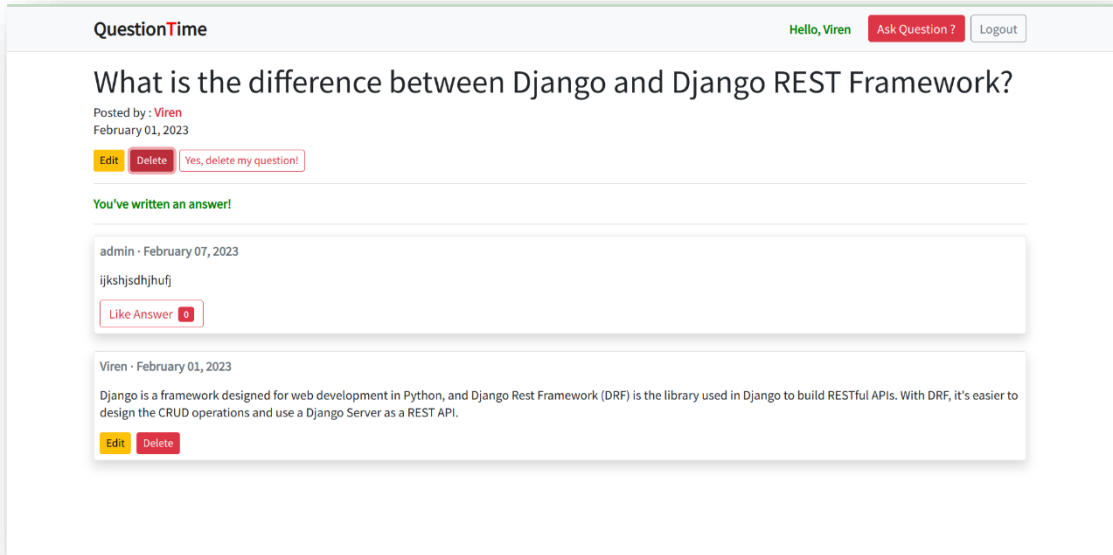 QuestionTime
Hello, Viren
Ask Question ?
Logout
What is the difference between Django and Django REST Framework?
Posted by : Viren
February 01, 2023
Edit
Delete
Yes, delete my question!
You've written an answer!
admin · February 07, 2023
ijkshjsdhjhufj
Like Answer 0
Viren · February 01, 2023
Django is a framework designed for web development in Python, and Django Rest Framework (DRF) is the library used in Django to build RESTful APIs. With DRF, it's easier to
design the CRUD operations and use a Django Server as a REST API.
Edit
Delete